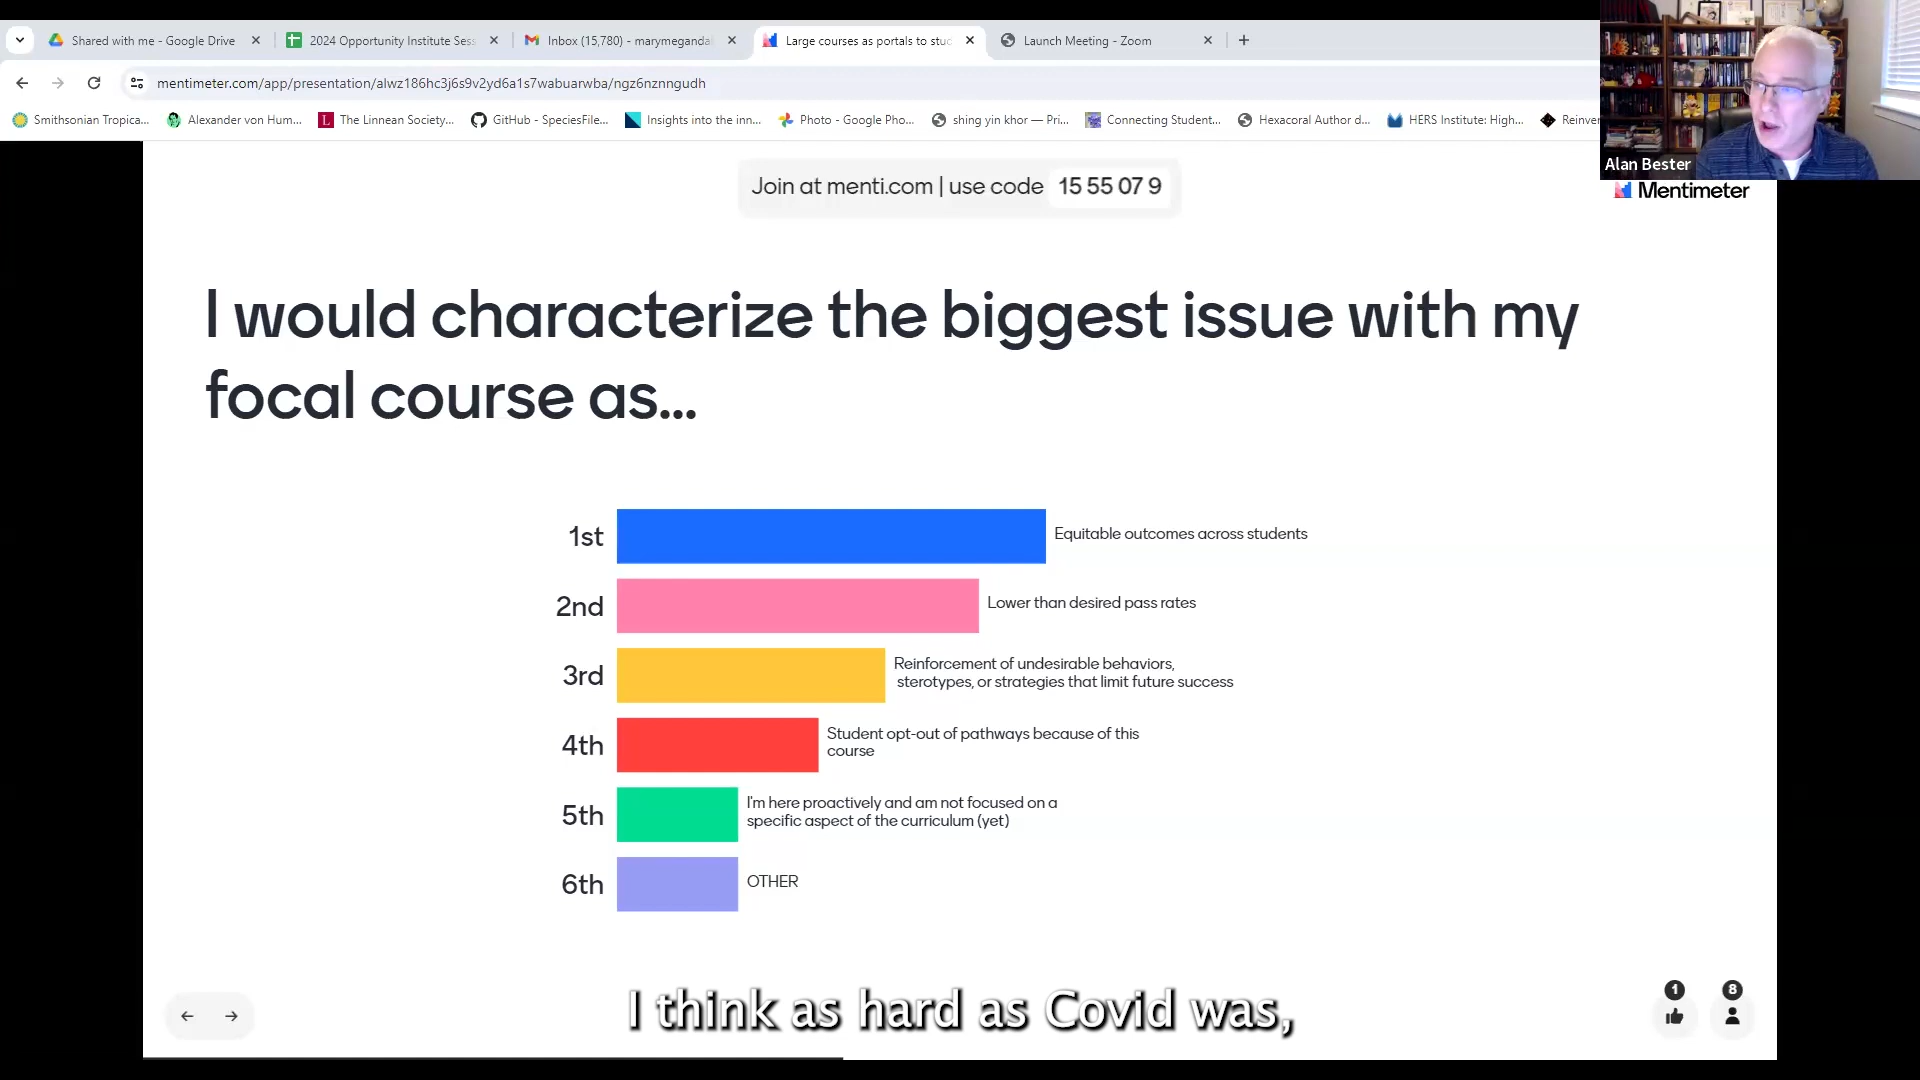 Shared with me - Google Drive
2024 Opportunity Institute Sess
Inbox (15,780) - marymeganda
Large courses as portals to stuc
Launch Meeting - Zoom
mentimeter.com/app/presentation/alwz186hc3j6s9v2yd6a1s7wabuarwba/ngz6nznngudh
Smithsonian Tropica...
Alexander von Hum...
The Linnean Society...
GitHub - SpeciesFile...
Insights into the inn...
Photo - Google Pho...
shing yin khor — Pri...
Connecting Student...
Hexacoral Author d...
HERS Institute: High...
Reinver
Alan Bester
Join at menti.com | use code 15 55 07 9
Mentimeter
I would characterize the biggest issue with my
focal course as...
1st
Equitable outcomes across students
2nd
Lower than desired pass rates
3rd
Reinforcement of undesirable behaviors,
sterotypes, or strategies that limit future success
4th
Student opt-out of pathways because of this
course
5th
I'm here proactively and am not focused on a
specific aspect of the curriculum (yet)
6th
OTHER
1
8
I think as hard as Covid was,